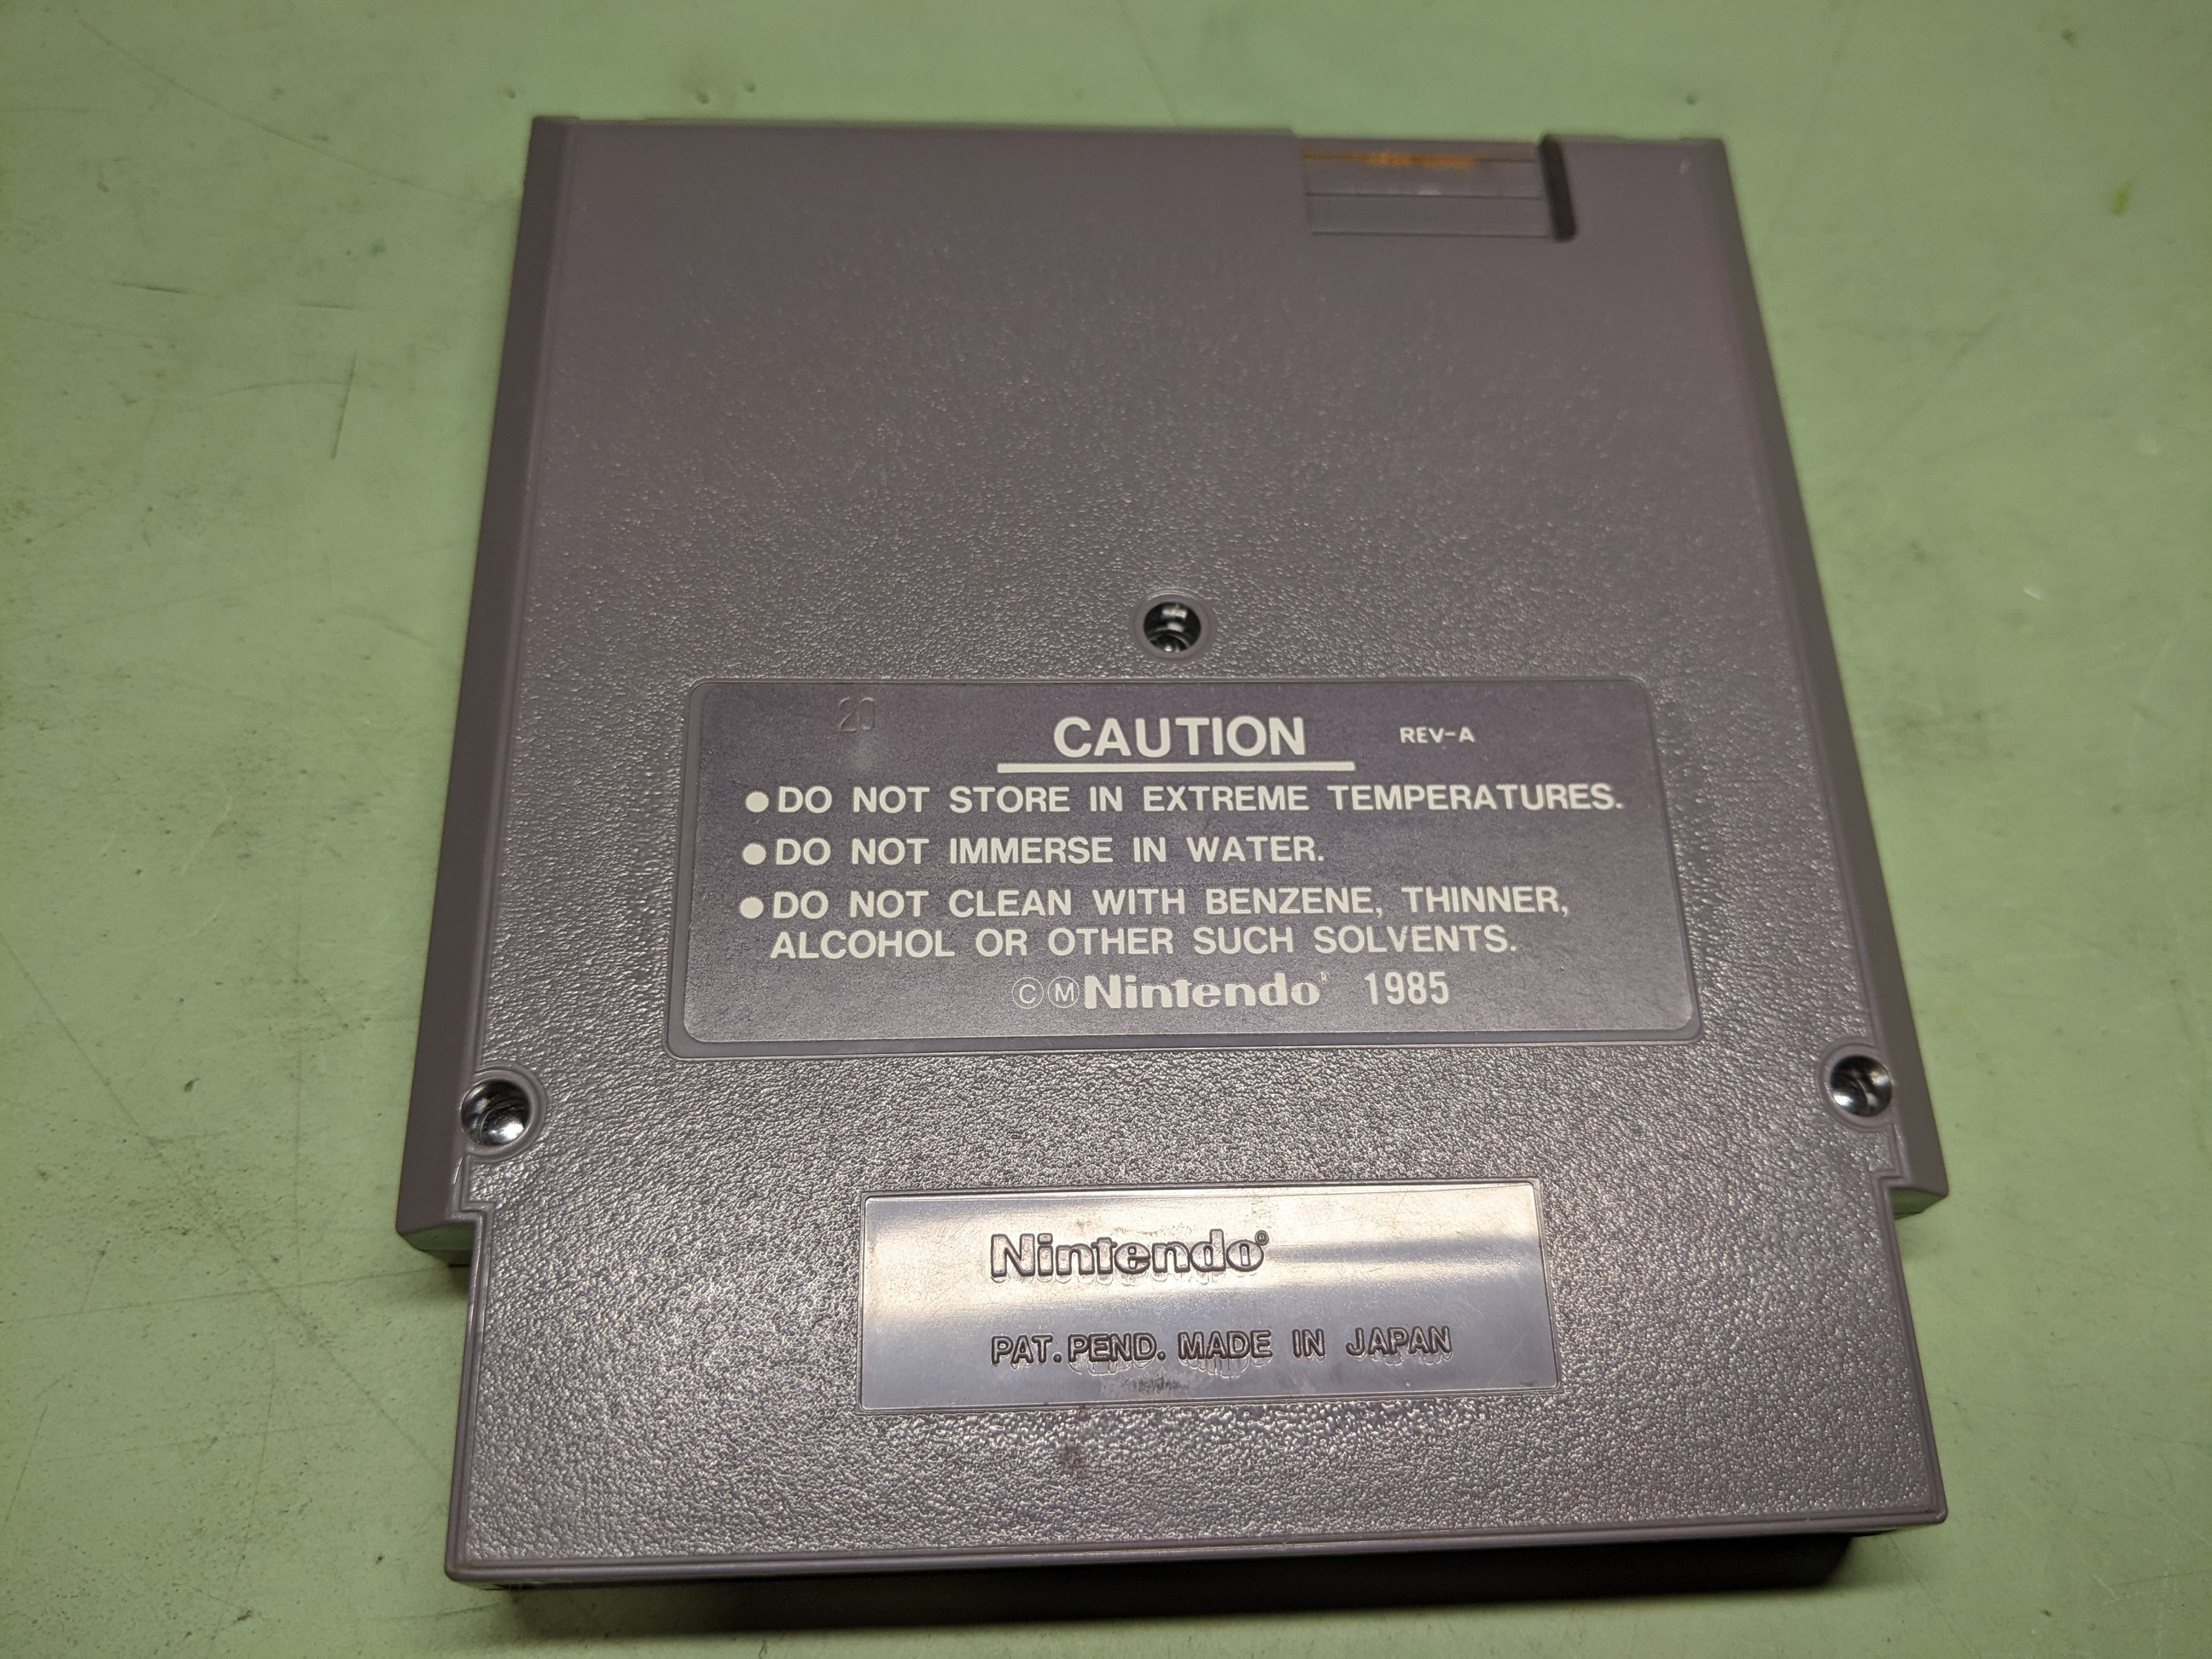 20
CAUTION REV-A
●DO NOT STORE IN EXTREME TEMPERATURES.
●DO NOT IMMERSE IN WATER.
●DO NOT CLEAN WITH BENZENE, THINNER,
ALCOHOL OR OTHER SUCH SOLVENTS.
ⒸⓂNintendo® 1985
Nintendo®
PAT. PEND. MADE IN JAPAN